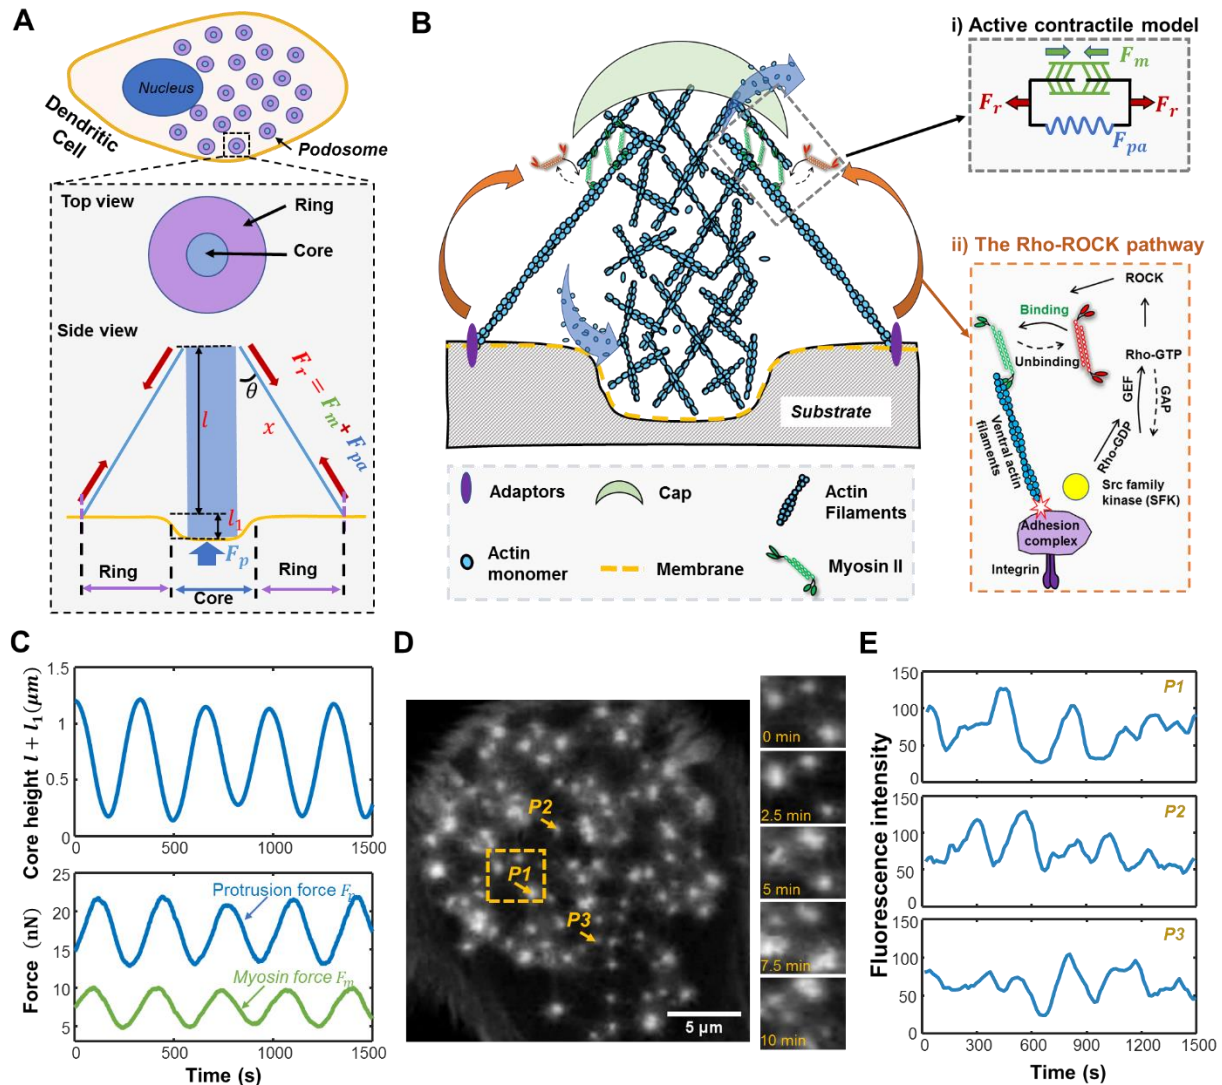 A
Nucleus
Dendritic
Cell
Podosome
Top view
Ring
Core
Side view
l
θ
x
F_r = F_m + F_pa
l_1
F_p
Ring
Core
Ring
B
Substrate
Adaptors
Cap
Actin
Filaments
Actin
monomer
Membrane
Myosin II
i) Active contractile model
F_m
F_r
F_r
F_pa
ii) The Rho-ROCK pathway
ROCK
Binding
Unbinding
Rho-GTP
GEF
GAP
Rho-GDP
Ventral actin
filaments
Src family
kinase (SFK)
Adhesion
complex
Integrin
C
Core height l + l_1 (μm)
1.5
1
0.5
0
0
500
1000
1500
Force (nN)
25
20
15
10
5
Protrusion force F_p
Myosin force F_m
0
500
1000
1500
Time (s)
D
P2
P1
P3
5 μm
0 min
2.5 min
5 min
7.5 min
10 min
E
Fluorescence intensity
150
100
50
0
P1
150
100
50
0
P2
150
100
50
0
P3
0
300
600
900
1200
1500
Time (s)